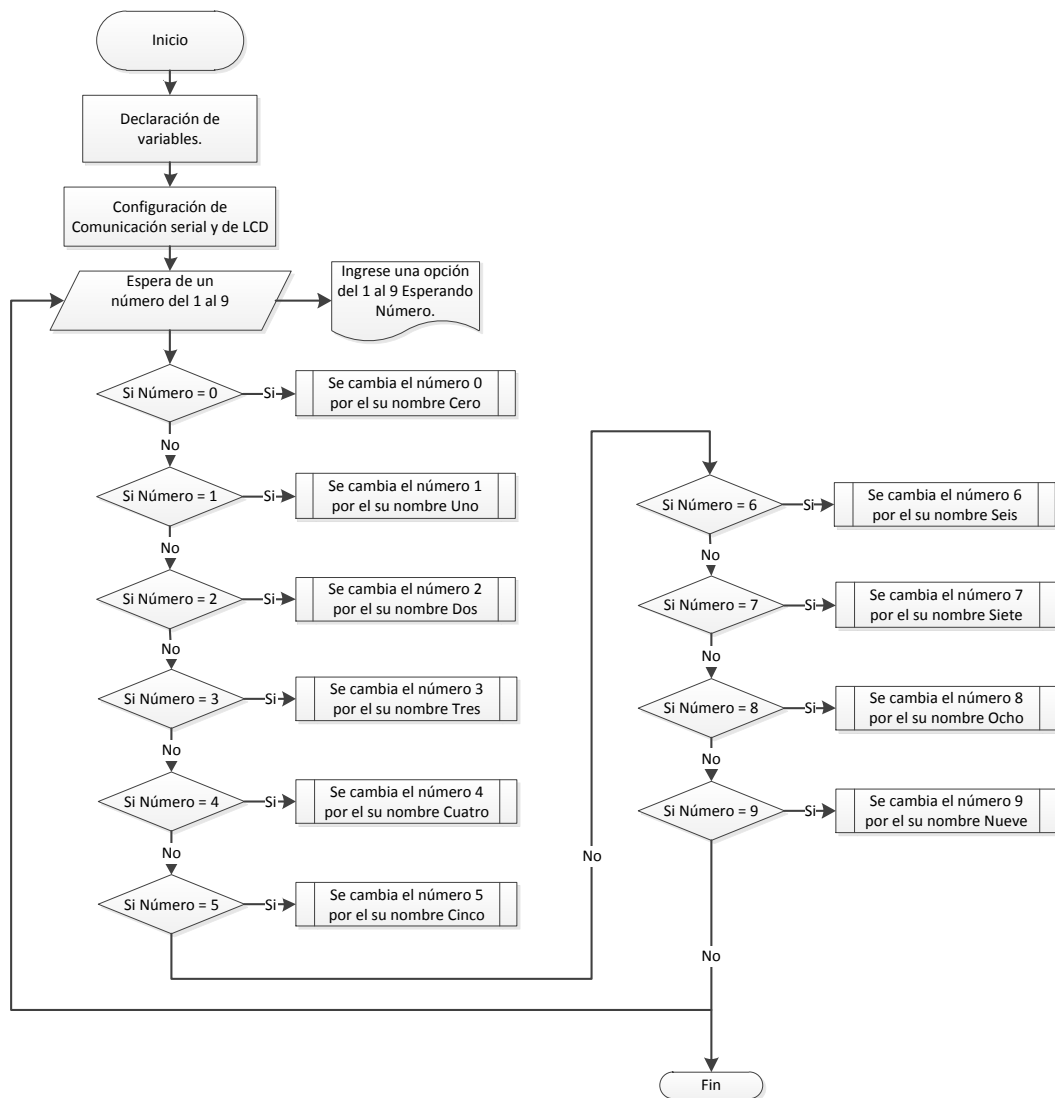 Inicio
Declaración de
variables.
Configuración de
Comunicación serial y de LCD
Espera de un
número del 1 al 9
Ingrese una opción
del 1 al 9 Esperando
Número.
Si Número = 0
Si
Se cambia el número 0
por el su nombre Cero
No
Si Número = 1
Si
Se cambia el número 1
por el su nombre Uno
No
Si Número = 2
Si
Se cambia el número 2
por el su nombre Dos
No
Si Número = 3
Si
Se cambia el número 3
por el su nombre Tres
No
Si Número = 4
Si
Se cambia el número 4
por el su nombre Cuatro
No
Si Número = 5
Si
Se cambia el número 5
por el su nombre Cinco
No
Si Número = 6
Si
Se cambia el número 6
por el su nombre Seis
No
Si Número = 7
Si
Se cambia el número 7
por el su nombre Siete
No
Si Número = 8
Si
Se cambia el número 8
por el su nombre Ocho
No
Si Número = 9
Si
Se cambia el número 9
por el su nombre Nueve
No
Fin